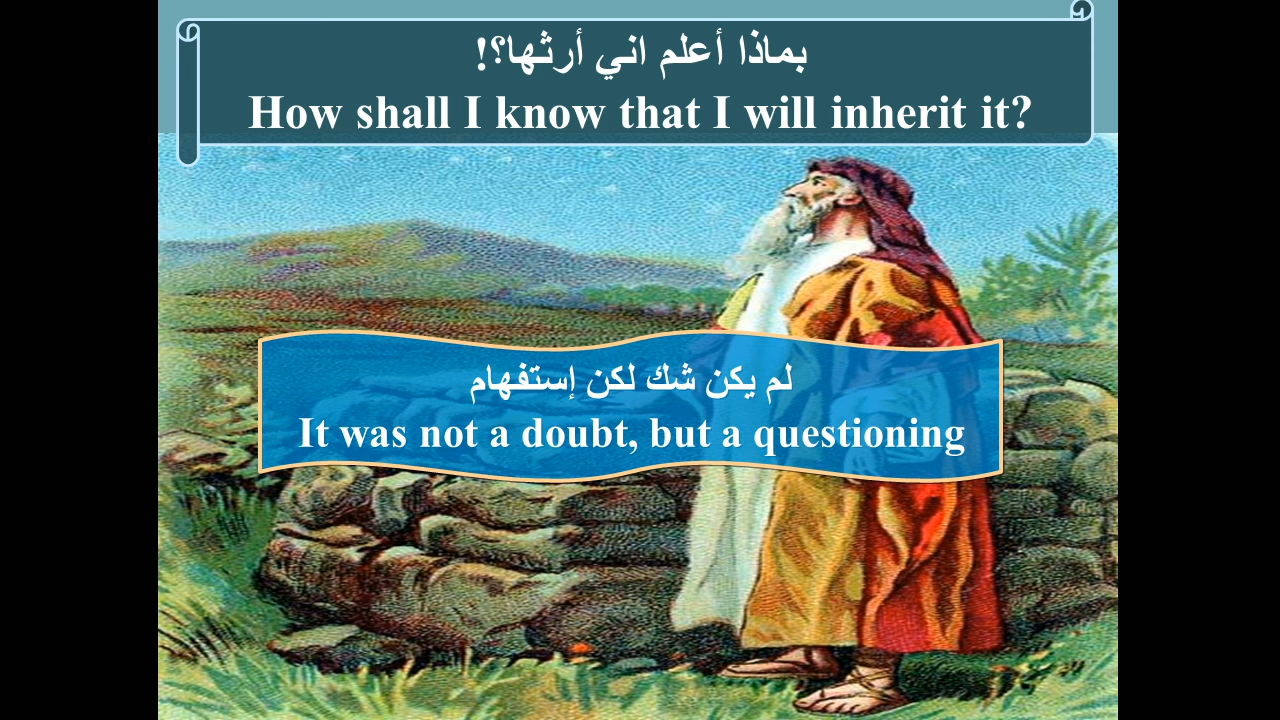 بماذا أعلم اني أرثها؟!
How shall I know that I will inherit it?
لم يكن شك لكن إستفهام
It was not a doubt, but a questioning